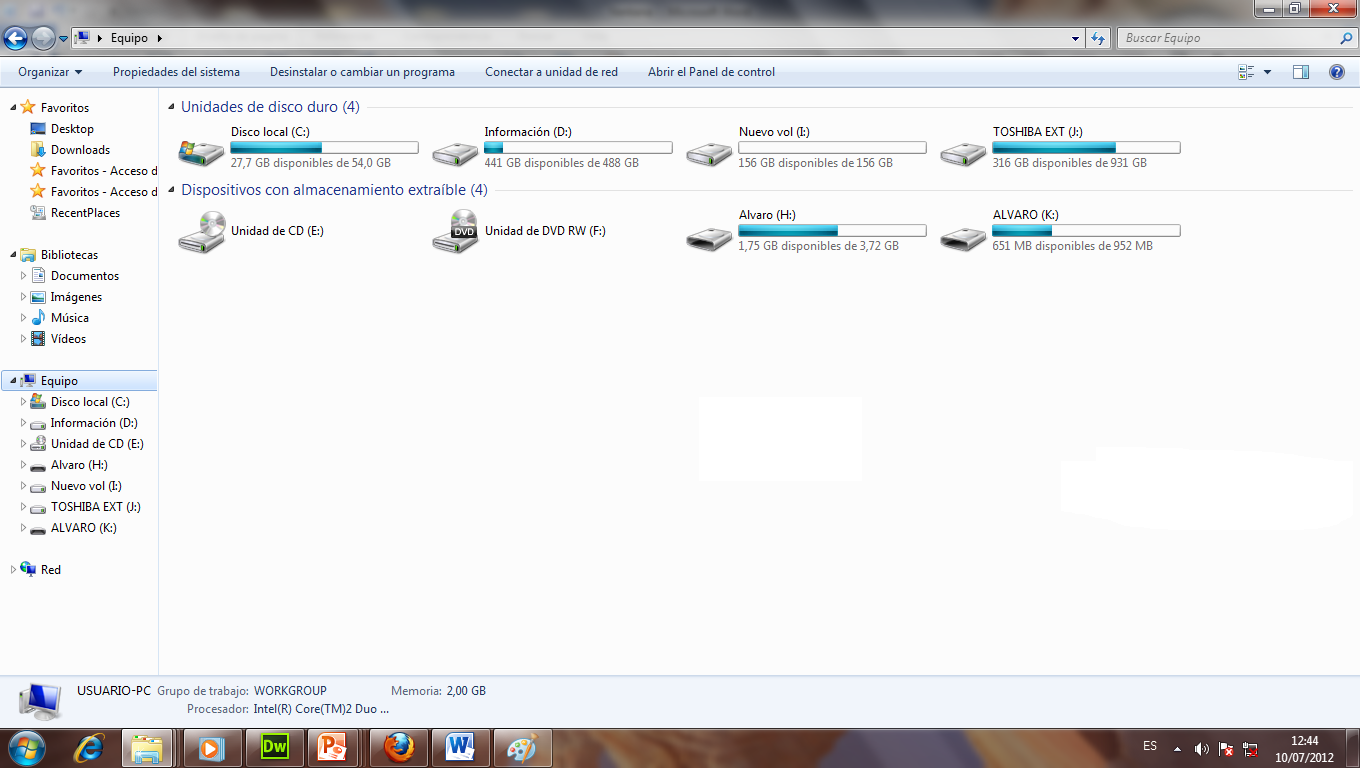 Equipo
Buscar Equipo
Organizar Propiedades del sistema Desinstalar o cambiar un programa Conectar a unidad de red Abrir el Panel de control
Favoritos
Desktop
Downloads
Favoritos - Acceso d
Favoritos - Acceso d
RecentPlaces
Bibliotecas
Documentos
Imágenes
Música
Vídeos
Equipo
Disco local (C:)
Información (D:)
Unidad de CD (E:)
Alvaro (H:)
Nuevo vol (I:)
TOSHIBA EXT (J:)
ALVARO (K:)
Red
Unidades de disco duro (4)
Disco local (C:)
27,7 GB disponibles de 54,0 GB
Información (D:)
441 GB disponibles de 488 GB
Nuevo vol (I:)
156 GB disponibles de 156 GB
TOSHIBA EXT (J:)
316 GB disponibles de 931 GB
Dispositivos con almacenamiento extraíble (4)
Unidad de CD (E:)
DVD
Unidad de DVD RW (F:)
Alvaro (H:)
1,75 GB disponibles de 3,72 GB
ALVARO (K:)
651 MB disponibles de 952 MB
USUARIO-PC Grupo de trabajo: WORKGROUP Memoria: 2,00 GB
Procesador: Intel(R) Core(TM)2 Duo ...
Dw
P
W
ES
12:44
10/07/2012